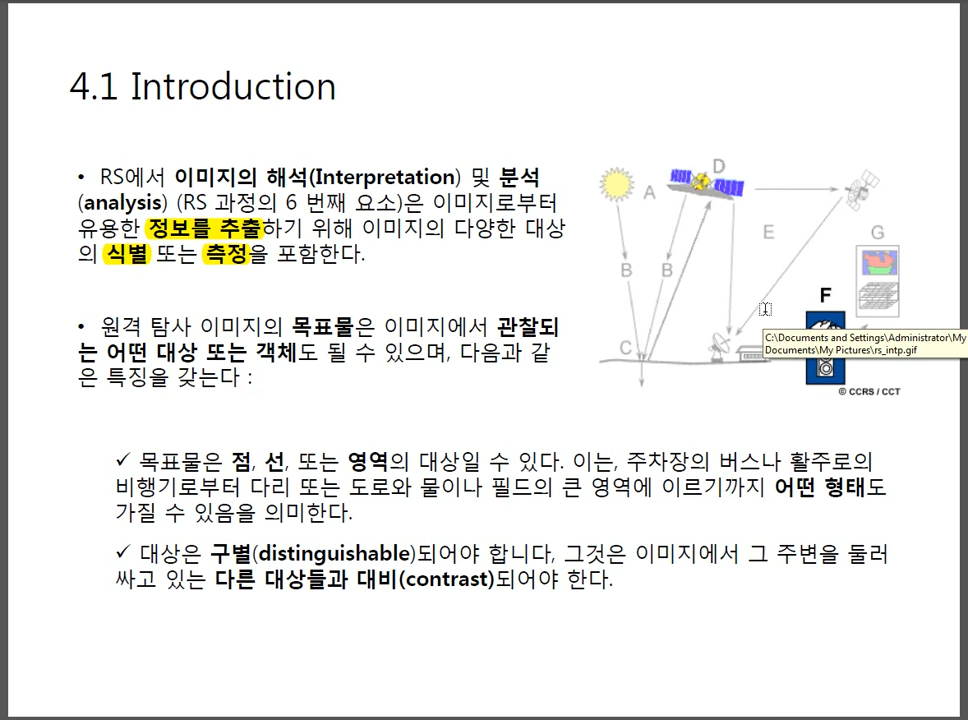 4.1 Introduction
• RS에서 이미지의 해석(Interpretation) 및 분석
(analysis) (RS 과정의 6 번째 요소)은 이미지로부터
유용한 정보를 추출하기 위해 이미지의 다양한 대상
의 식별 또는 측정을 포함한다.
• 원격 탐사 이미지의 목표물은 이미지에서 관찰되
는 어떤 대상 또는 객체도 될 수 있으며, 다음과 같
은 특징을 갖는다 :
D
A
E
G
B
B
F
C
C:\Documents and Settings\Administrator\My
Documents\My Pictures\rs_intp.gif
© CCRS / CCT
✓ 목표물은 점, 선, 또는 영역의 대상일 수 있다. 이는, 주차장의 버스나 활주로의
비행기로부터 다리 또는 도로와 물이나 필드의 큰 영역에 이르기까지 어떤 형태도
가질 수 있음을 의미한다.
✓ 대상은 구별(distinguishable)되어야 합니다, 그것은 이미지에서 그 주변을 둘러
싸고 있는 다른 대상들과 대비(contrast)되어야 한다.